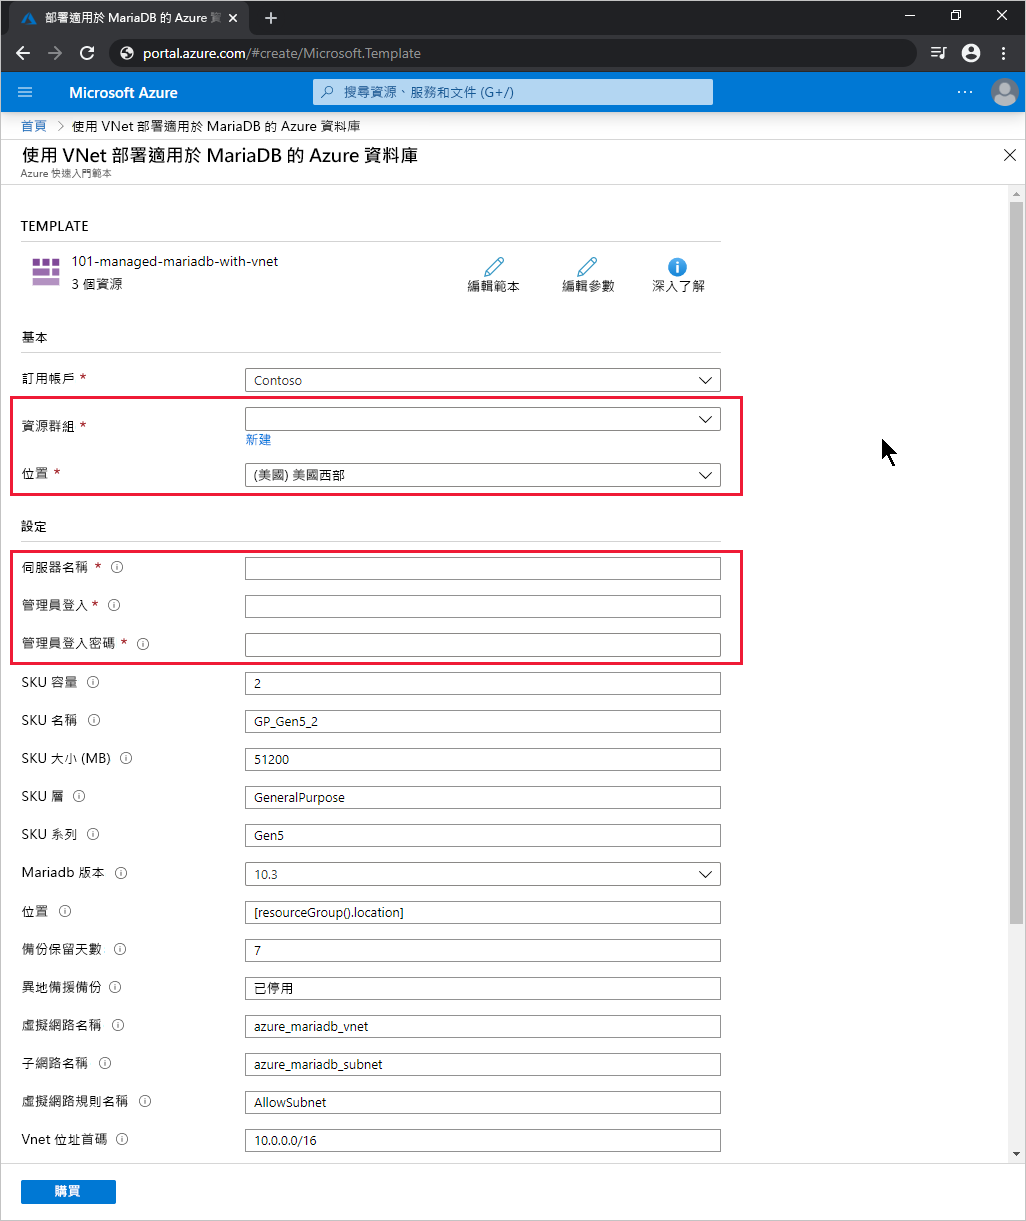 部署適用於 MariaDB 的 Azure
portal.azure.com/#create/Microsoft.Template
Microsoft Azure
搜尋資源、服務和文件 (G+/)
首頁 > 使用 VNet 部署適用於 MariaDB 的 Azure 資料庫
使用 VNet 部署適用於 MariaDB 的 Azure 資料庫
Azure 快速入門範本
TEMPLATE
101-managed-mariadb-with-vnet
3 個資源
編輯範本 編輯參數 深入了解
基本
訂用帳戶 * Contoso
資源群組 *
新建
位置 * (美國) 美國西部
設定
伺服器名稱 *
管理員登入 *
管理員登入密碼 *
SKU 容量 2
SKU 名稱 GP_Gen5_2
SKU 大小 (MB) 51200
SKU 層 GeneralPurpose
SKU 系列 Gen5
Mariadb 版本 10.3
位置 [resourceGroup().location]
備份保留天數 7
異地備援備份 已停用
虛擬網路名稱 azure_mariadb_vnet
子網路名稱 azure_mariadb_subnet
虛擬網路規則名稱 AllowSubnet
Vnet 位址首碼 10.0.0.0/16
購買